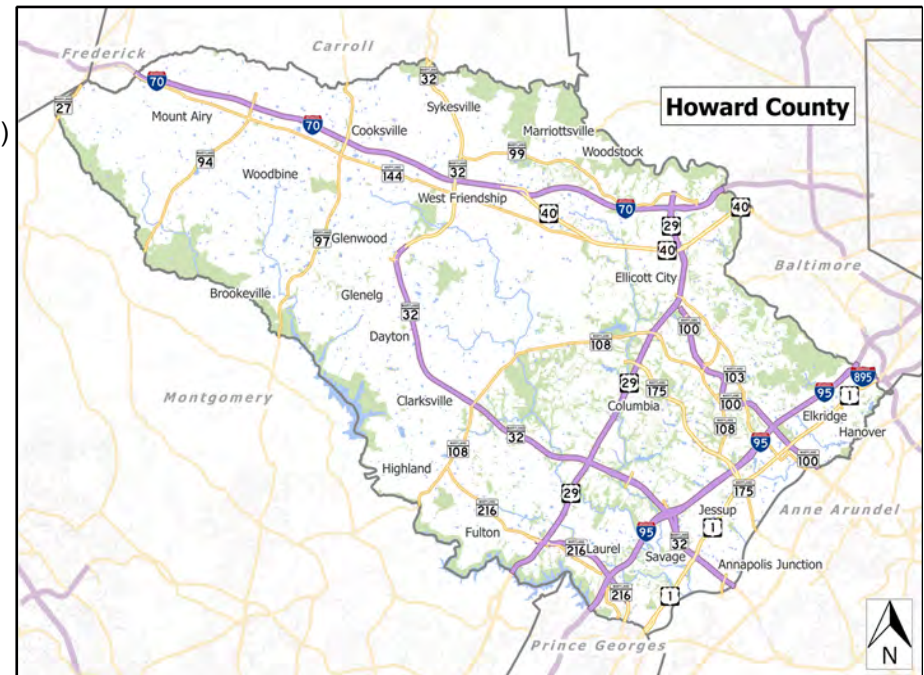 Howard County
Frederick
Carroll
32
70
27
Sykesville
Mount Airy
70
Cooksville
Marriottsville
)
94
99
Woodstock
Woodbine
144
32
West Friendship
40
70
40
29
97
Glenwood
40
Baltimore
Ellicott City
Brookeville
Glenelg
32
100
Dayton
108
103
95
895
Montgomery
29
175
Clarksville
Columbia
100
1
Elkridge
32
108
95
Hanover
108
100
Highland
175
29
Anne Arundel
216
Jessup
1
Fulton
95
216
Laurel
Savage
32
Annapolis Junction
216
1
Prince Georges
N